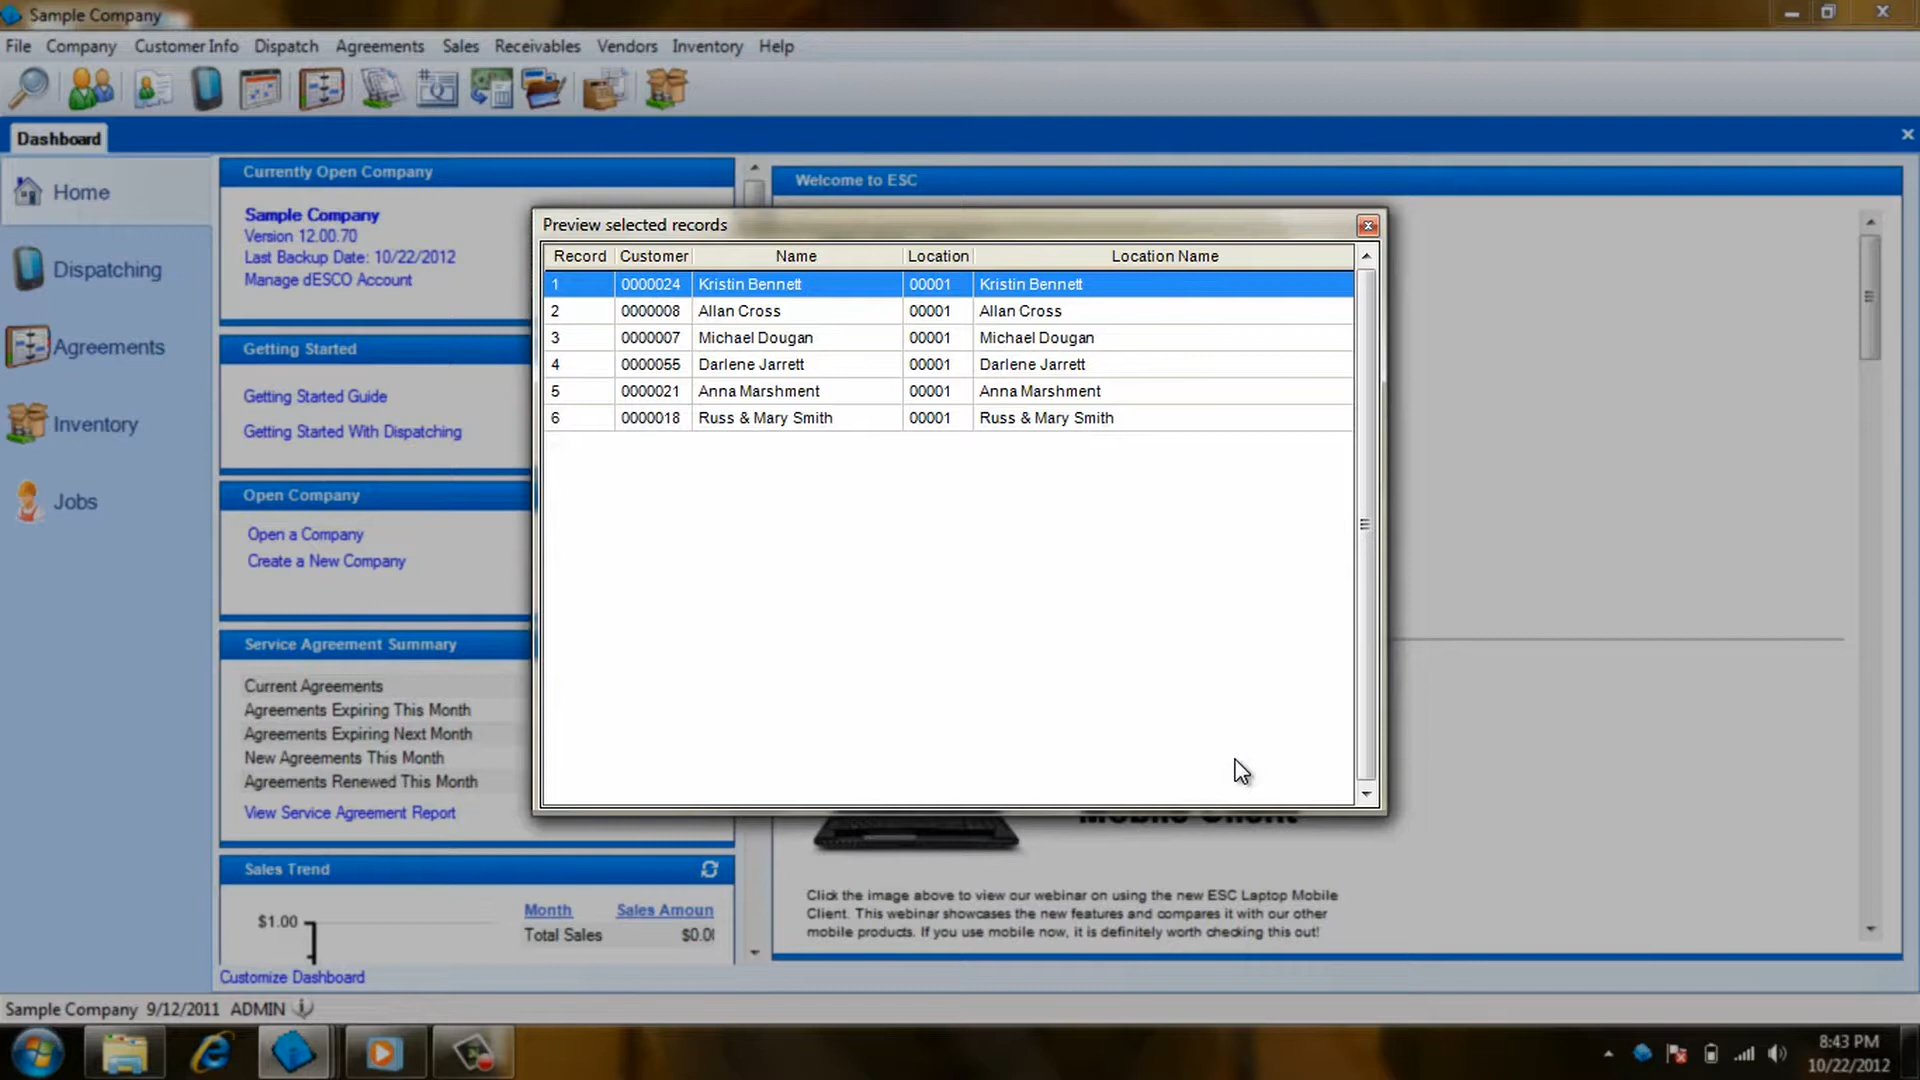 Sample Company
File Company Customer Info Dispatch Agreements Sales Receivables Vendors Inventory Help
Dashboard
Home
Dispatching
Agreements
Inventory
Jobs
Currently Open Company
Sample Company
Version 12.00.70
Last Backup Date: 10/22/2012
Manage dESCO Account
Getting Started
Getting Started Guide
Getting Started With Dispatching
Open Company
Open a Company
Create a New Company
Service Agreement Summary
Current Agreements
Agreements Expiring This Month
Agreements Expiring Next Month
New Agreements This Month
Agreements Renewed This Month
View Service Agreement Report
Sales Trend
$1.00
Month Sales Amoun
Total Sales $0.0
Customize Dashboard
Welcome to ESC
Preview selected records
Record Customer Name Location Location Name
1 0000024 Kristin Bennett 00001 Kristin Bennett
2 0000008 Allan Cross 00001 Allan Cross
3 0000007 Michael Dougan 00001 Michael Dougan
4 0000055 Darlene Jarrett 00001 Darlene Jarrett
5 0000021 Anna Marshment 00001 Anna Marshment
6 0000018 Russ & Mary Smith 00001 Russ & Mary Smith
Mobile Client
Click the image above to view our webinar on using the new ESC Laptop Mobile
Client. This webinar showcases the new features and compares it with our other
mobile products. If you use mobile now, it is definitely worth checking this out!
Sample Company 9/12/2011 ADMIN
8:43 PM
10/22/2012